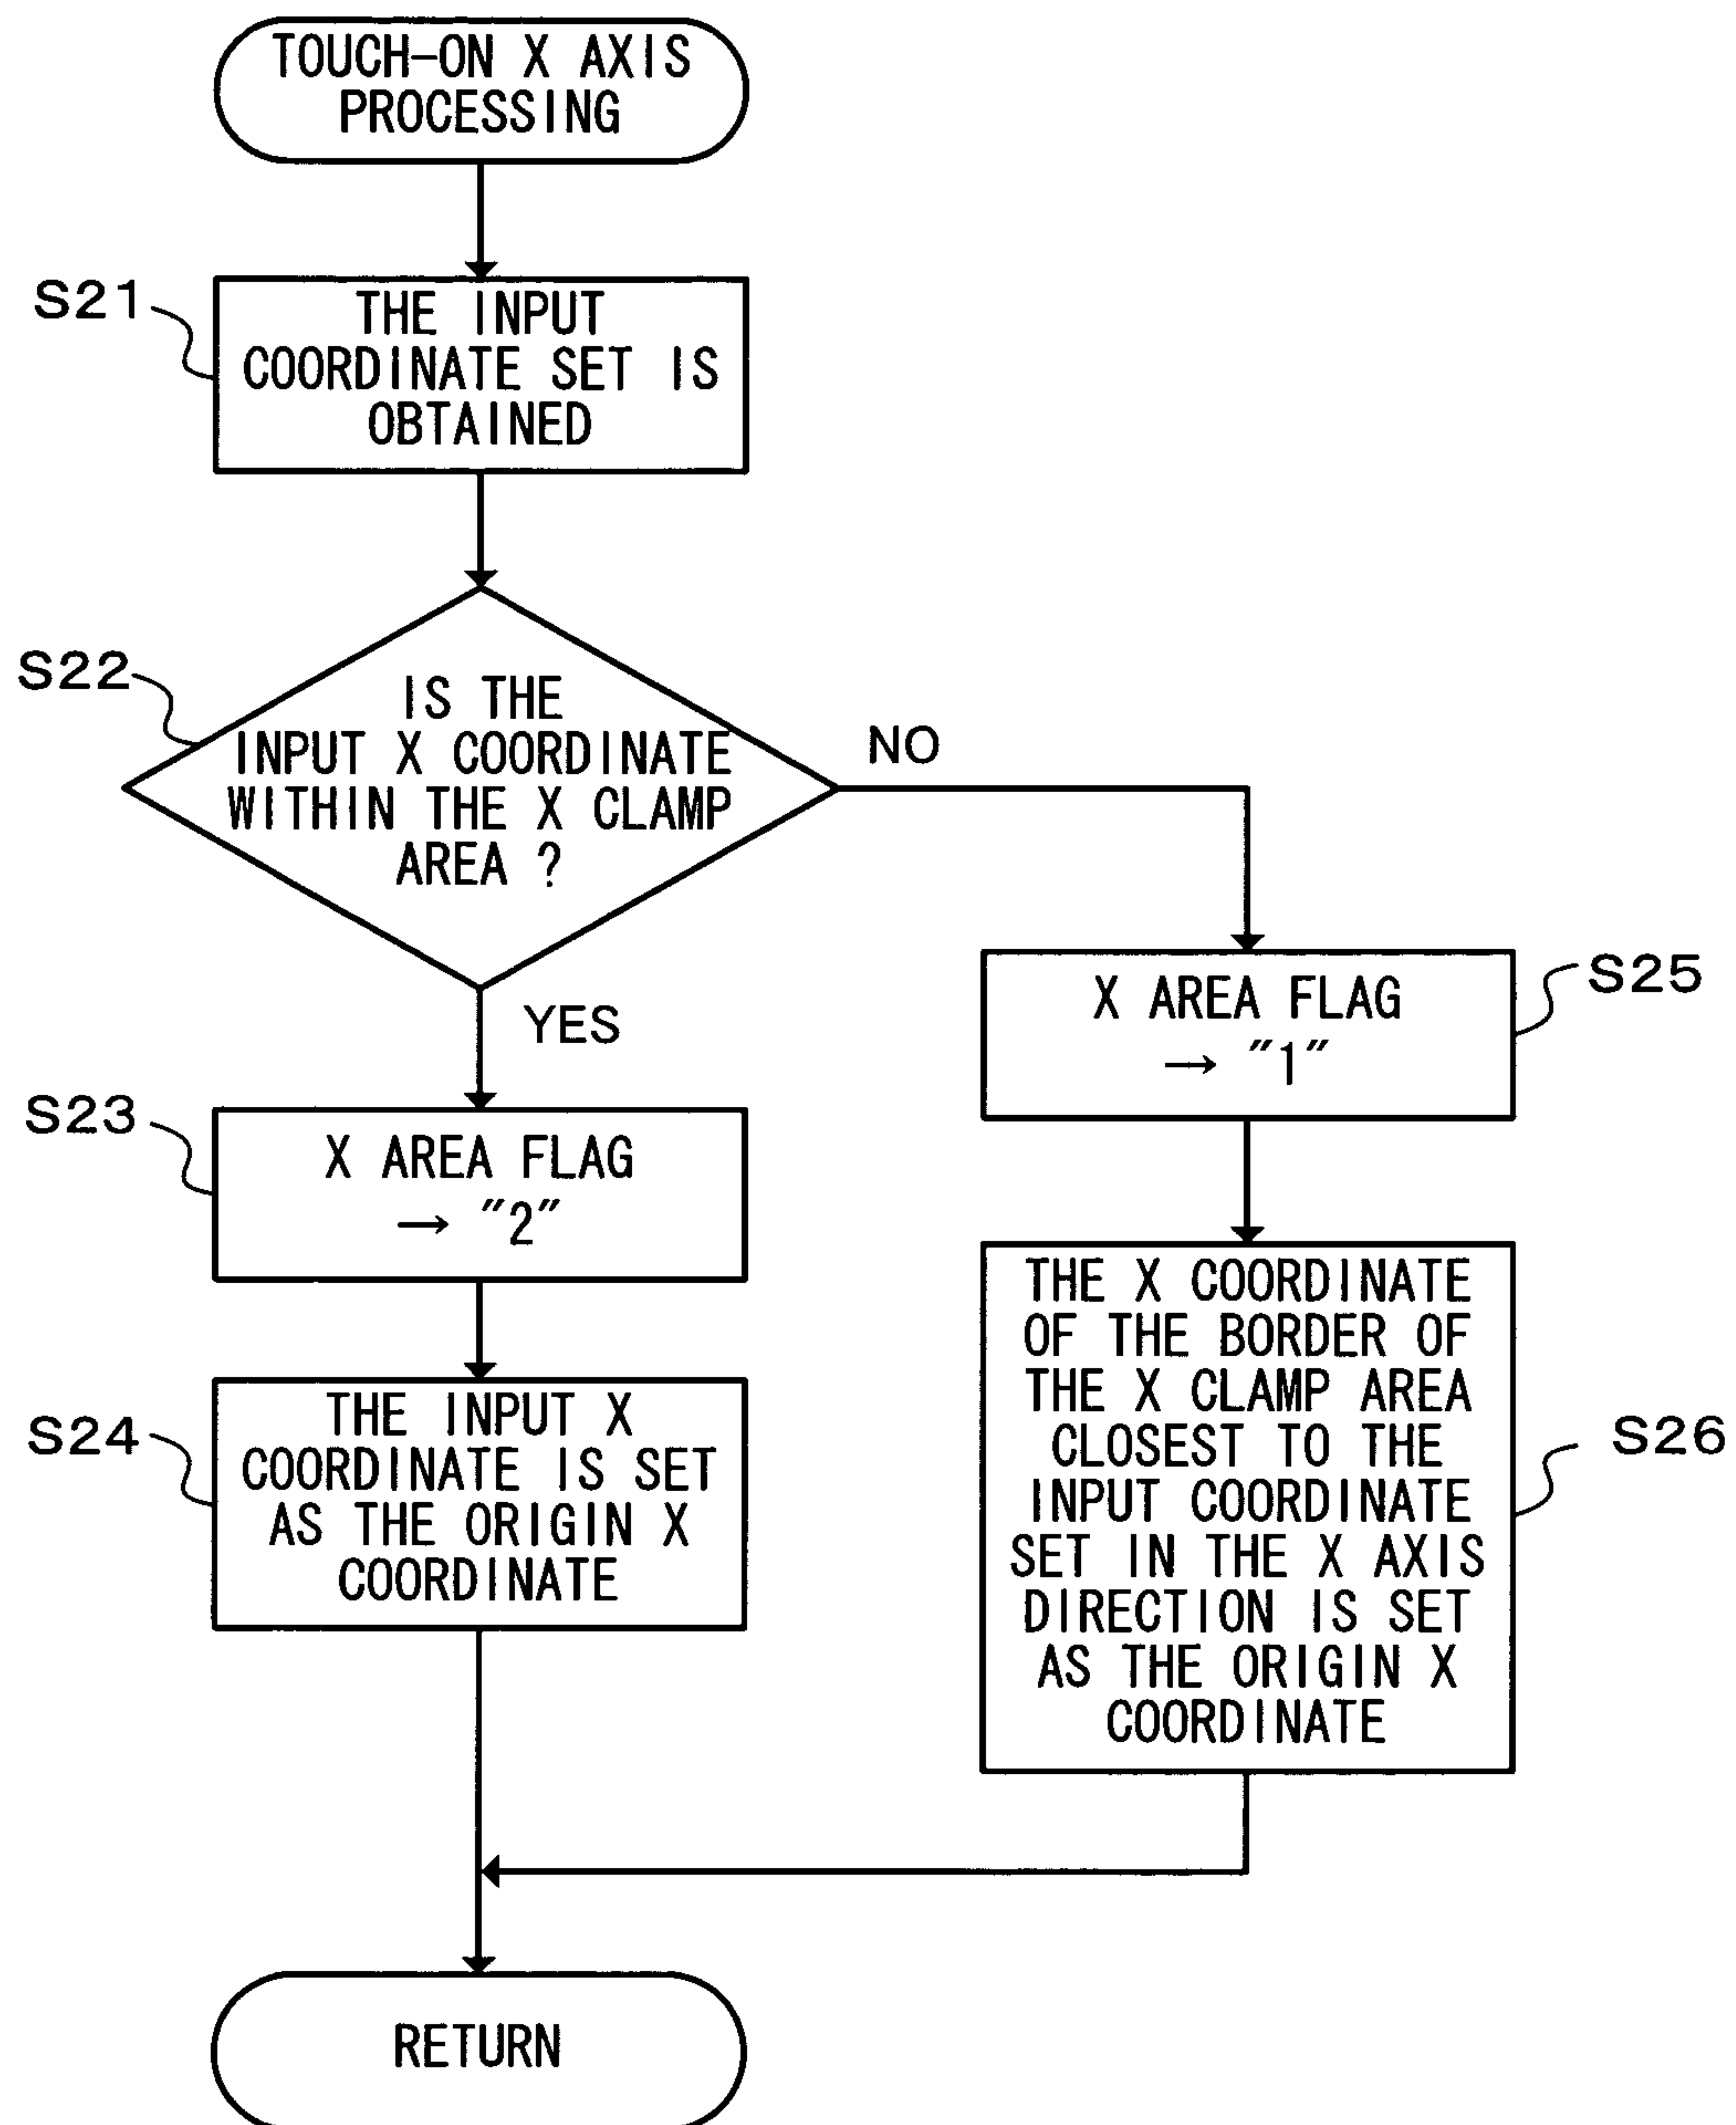 TOUCH-ON X AXIS
PROCESSING
S21
THE INPUT
COORDINATE SET IS
OBTAINED
S22
IS THE
INPUT X COORDINATE
WITHIN THE X CLAMP
AREA ?
NO
YES
S23
X AREA FLAG
→ "2"
S24
THE INPUT X
COORDINATE IS SET
AS THE ORIGIN X
COORDINATE
S25
X AREA FLAG
→ "1"
S26
THE X COORDINATE
OF THE BORDER OF
THE X CLAMP AREA
CLOSEST TO THE
INPUT COORDINATE
SET IN THE X AXIS
DIRECTION IS SET
AS THE ORIGIN X
COORDINATE
RETURN